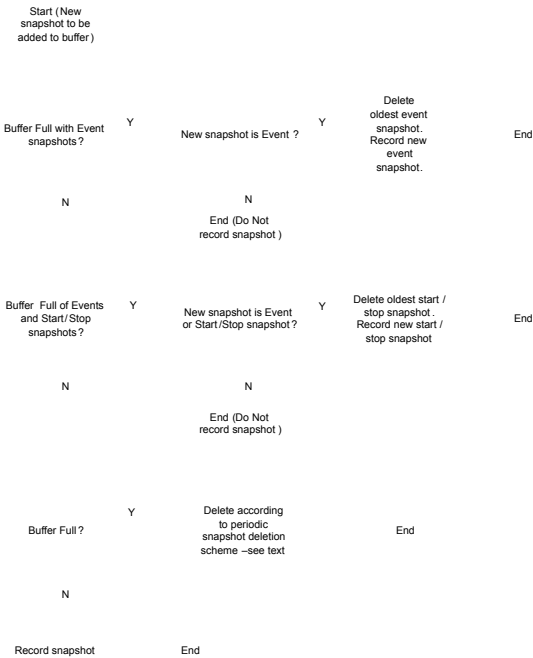 Start (New
snapshot to be
added to buffer)
Buffer Full with Event
snapshots?
Y
New snapshot is Event ?
Y
Delete
oldest event
snapshot.
Record new
event
snapshot.
End
N
N
End (Do Not
record snapshot )
Buffer Full of Events
and Start/Stop
snapshots?
Y
New snapshot is Event
or Start/Stop snapshot?
Y
Delete oldest start /
stop snapshot.
Record new start /
stop snapshot
End
N
N
End (Do Not
record snapshot )
Buffer Full?
Y
Delete according
to periodic
snapshot deletion
scheme –see text
End
N
Record snapshot
End